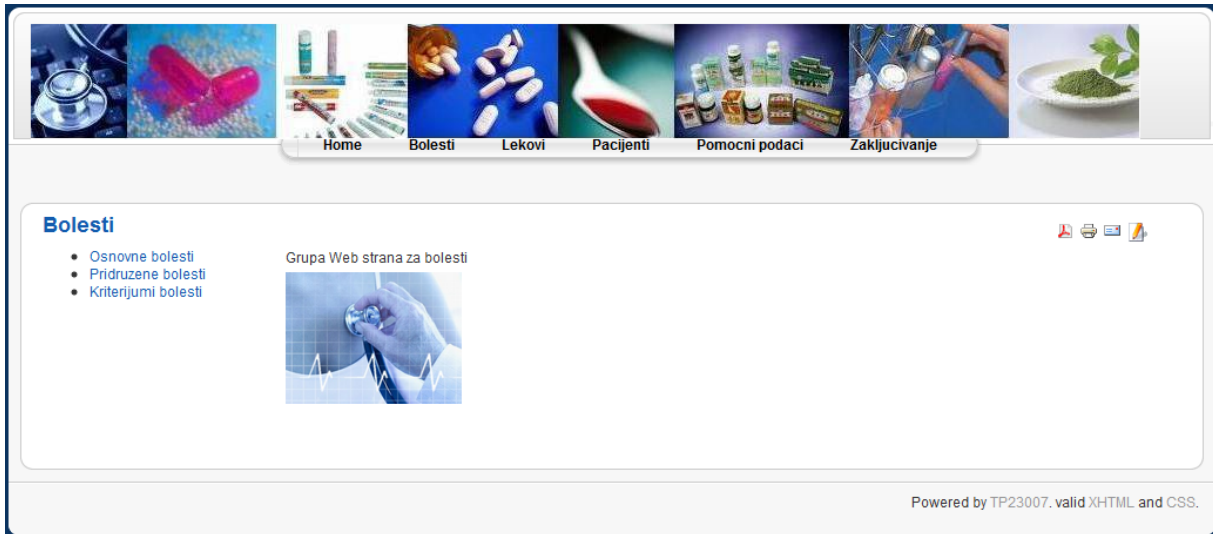 Home Bolesti Lekovi Pacijenti Pomocni podaci Zakljucivanje
Bolesti
Osnovne bolesti
Pridruzene bolesti
Kriterijumi bolesti
Grupa Web strana za bolesti
Powered by TP23007. valid XHTML and CSS.